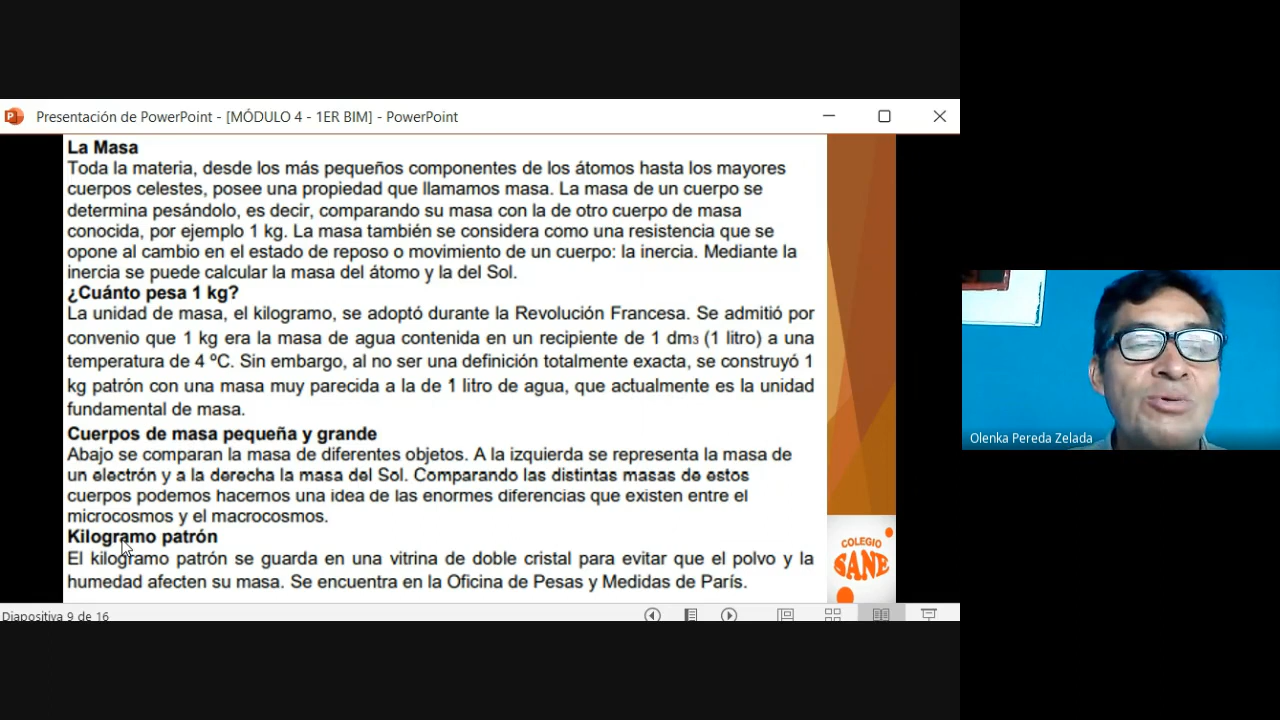 Presentación de PowerPoint - [MÓDULO 4 - 1ER BIM] - PowerPoint
La Masa
Toda la materia, desde los más pequeños componentes de los átomos hasta los mayores
cuerpos celestes, posee una propiedad que llamamos masa. La masa de un cuerpo se
determina pesándolo, es decir, comparando su masa con la de otro cuerpo de masa
conocida, por ejemplo 1 kg. La masa también se considera como una resistencia que se
opone al cambio en el estado de reposo o movimiento de un cuerpo: la inercia. Mediante la
inercia se puede calcular la masa del átomo y la del Sol.
¿Cuánto pesa 1 kg?
La unidad de masa, el kilogramo, se adoptó durante la Revolución Francesa. Se admitió por
convenio que 1 kg era la masa de agua contenida en un recipiente de 1 dm3 (1 litro) a una
temperatura de 4 ºC. Sin embargo, al no ser una definición totalmente exacta, se construyó 1
kg patrón con una masa muy parecida a la de 1 litro de agua, que actualmente es la unidad
fundamental de masa.
Cuerpos de masa pequeña y grande
Abajo se comparan la masa de diferentes objetos. A la izquierda se representa la masa de
un electrón y a la derecha la masa del Sol. Comparando las distintas masas de estos
cuerpos podemos hacernos una idea de las enormes diferencias que existen entre el
microcosmos y el macrocosmos.
Kilogramo patrón
El kilogramo patrón se guarda en una vitrina de doble cristal para evitar que el polvo y la
humedad afecten su masa. Se encuentra en la Oficina de Pesas y Medidas de París.
COLEGIO
SANE
Diapositiva 9 de 16
Olenka Pereda Zelada